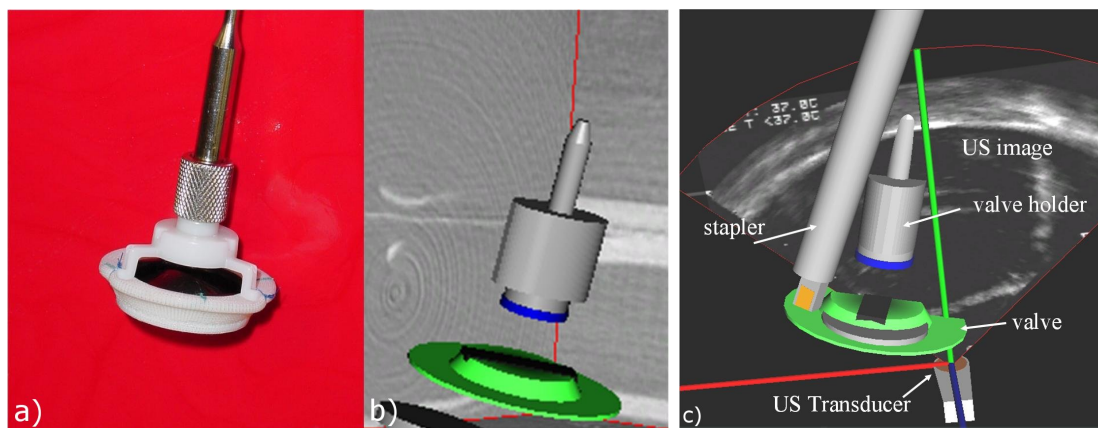 : 37.0C
E T <37.0C
US image
valve holder
stapler
valve
US Transducer
a)
b)
c)